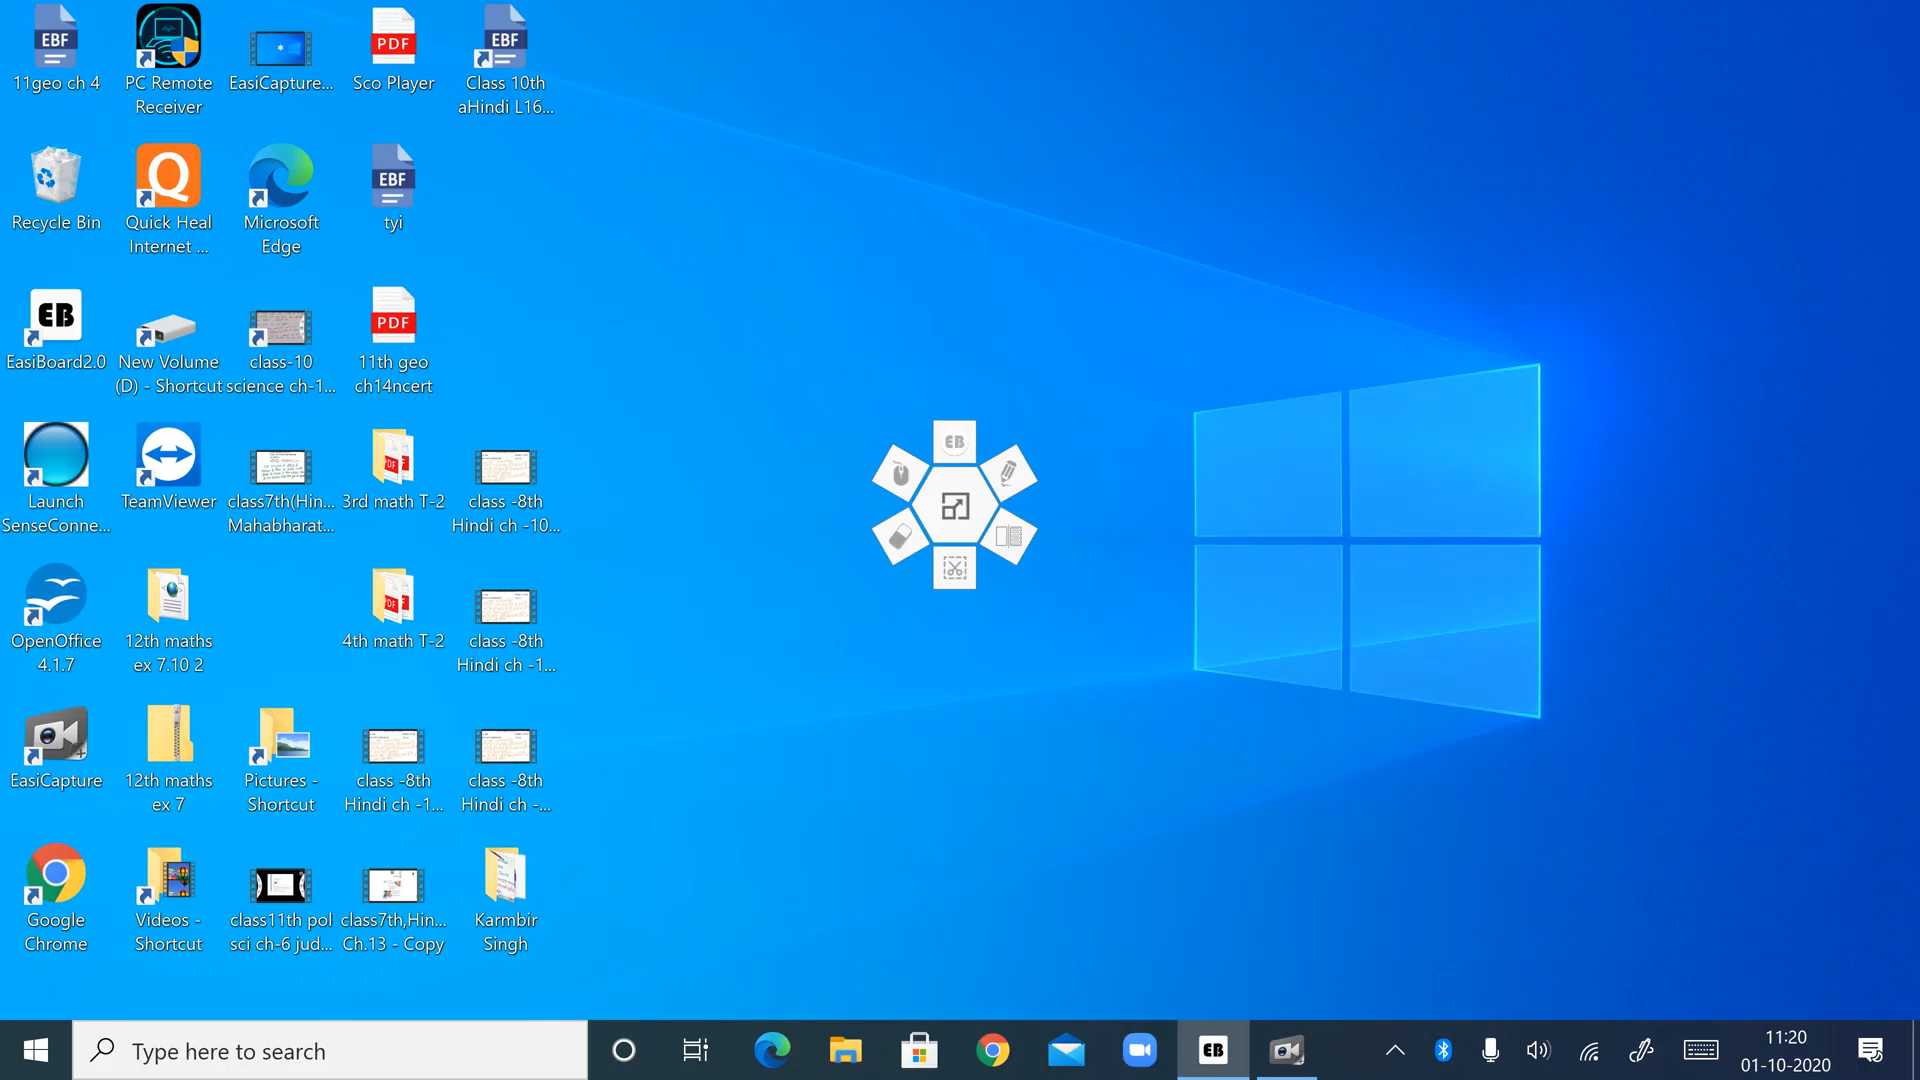 EBF
11geo ch 4
PC Remote
Receiver
EasiCapture...
PDF
Sco Player
EBF
Class 10th
aHindi L16...
Recycle Bin
Q
Quick Heal
Internet ...
Microsoft
Edge
EBF
tyi
EB
EasiBoard2.0
New Volume
(D) - Shortcut
class-10
science ch-1...
PDF
11th geo
ch14ncert
Launch
SenseConne...
TeamViewer
class7th(Hin...
Mahabharat...
PDF
3rd math T-2
class -8th
Hindi ch -10...
OpenOffice
4.1.7
12th maths
ex 7.10 2
PDF
4th math T-2
class -8th
Hindi ch -1...
EasiCapture
12th maths
ex 7
Pictures -
Shortcut
class -8th
Hindi ch -1...
class -8th
Hindi ch -...
Google
Chrome
Videos -
Shortcut
class11th pol
sci ch-6 jud...
class7th,Hin...
Ch.13 - Copy
Karmbir
Singh
EB
Type here to search
EB
11:20
01-10-2020